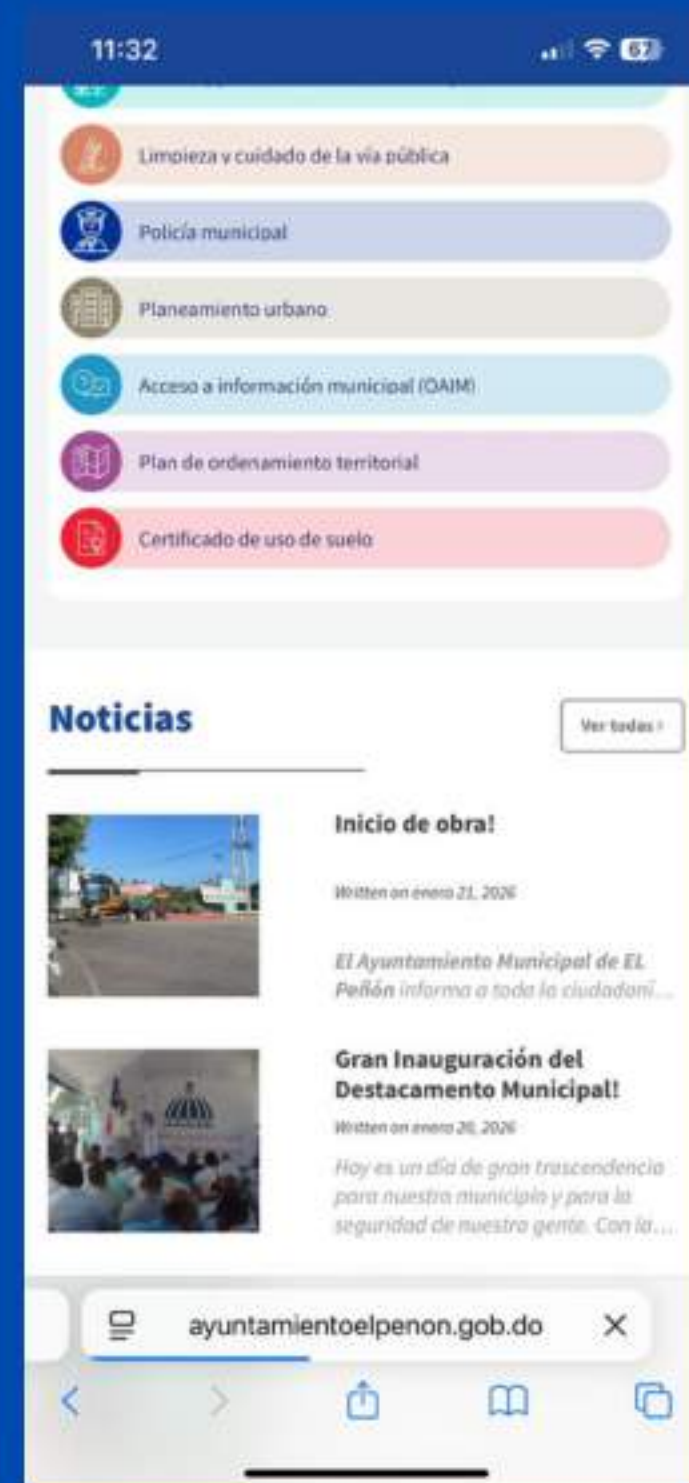 11:32
67
Limpieza y cuidado de la vía pública
Policía municipal
Planeamiento urbano
Acceso a información municipal (OAIM)
Plan de ordenamiento territorial
Certificado de uso de suelo
Noticias
Ver todas ›
Inicio de obra!
Written on enero 21, 2026
El Ayuntamiento Municipal de EL
Peñón informa a toda la ciudadaní...
Gran Inauguración del
Destacamento Municipal!
Written on enero 20, 2026
Hoy es un día de gran trascendencia
para nuestro municipio y para la
seguridad de nuestra gente. Con la...
ayuntamientoelpenon.gob.do